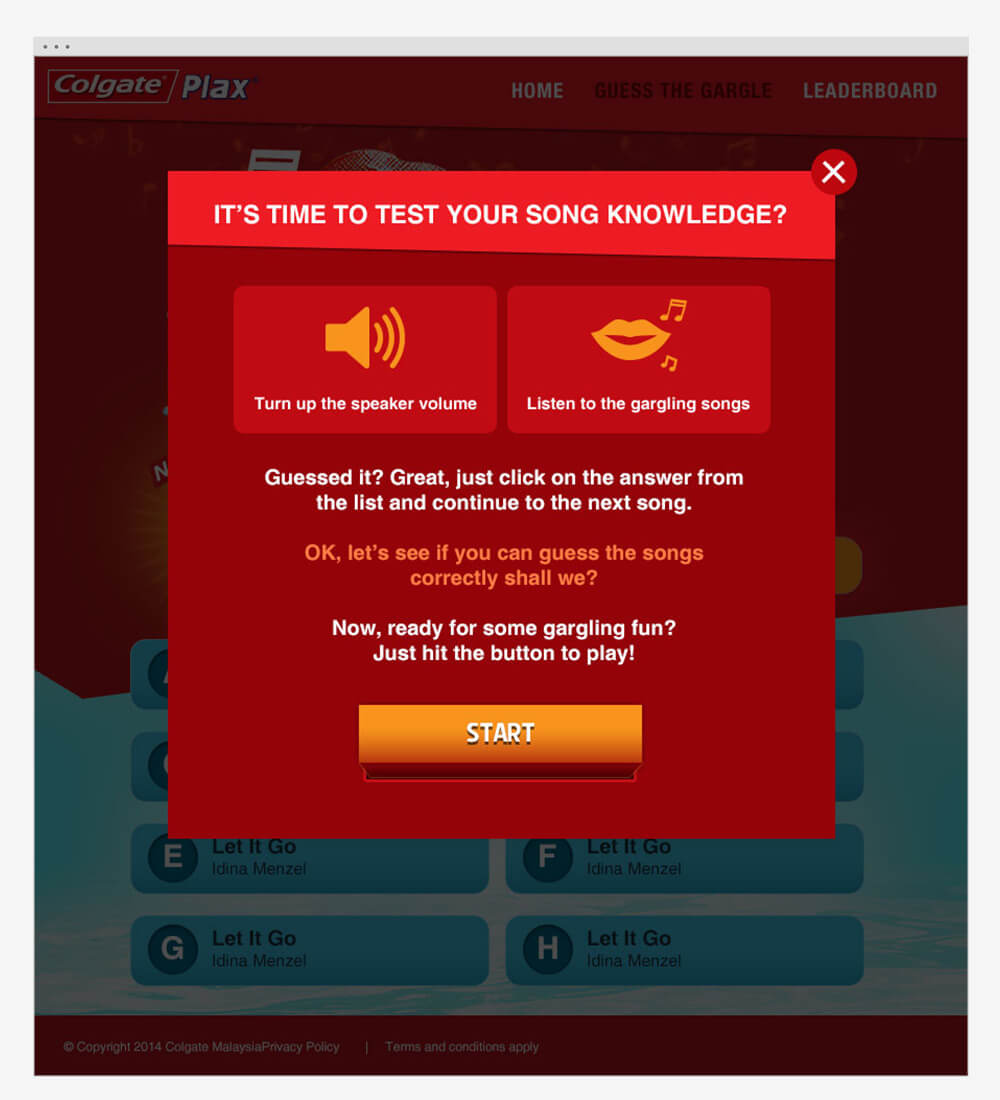 Colgate® Plax
HOME GUESS THE GARGLE LEADERBOARD
IT'S TIME TO TEST YOUR SONG KNOWLEDGE?
Turn up the speaker volume
Listen to the gargling songs
Guessed it? Great, just click on the answer from
the list and continue to the next song.
OK, let's see if you can guess the songs
correctly shall we?
Now, ready for some gargling fun?
Just hit the button to play!
START
E Let It Go
Idina Menzel
F Let It Go
Idina Menzel
G Let It Go
Idina Menzel
H Let It Go
Idina Menzel
© Copyright 2014 Colgate MalaysiaPrivacy Policy | Terms and conditions apply